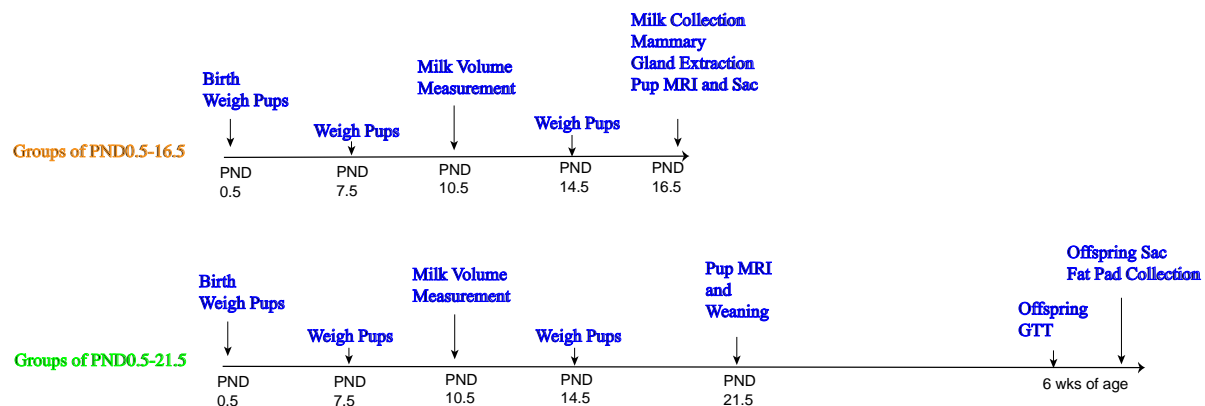 Milk Collection
Mammary
Gland Extraction
Pup MRI and Sac
Birth
Weigh Pups
Milk Volume
Measurement
Weigh Pups
Weigh Pups
Groups of PND0.5-16.5
PND
0.5
PND
7.5
PND
10.5
PND
14.5
PND
16.5
Offspring Sac
Fat Pad Collection
Pup MRI
and
Weaning
Birth
Weigh Pups
Milk Volume
Measurement
Offspring
GTT
Weigh Pups
Weigh Pups
Groups of PND0.5-21.5
PND
0.5
PND
7.5
PND
10.5
PND
14.5
PND
21.5
6 wks of age